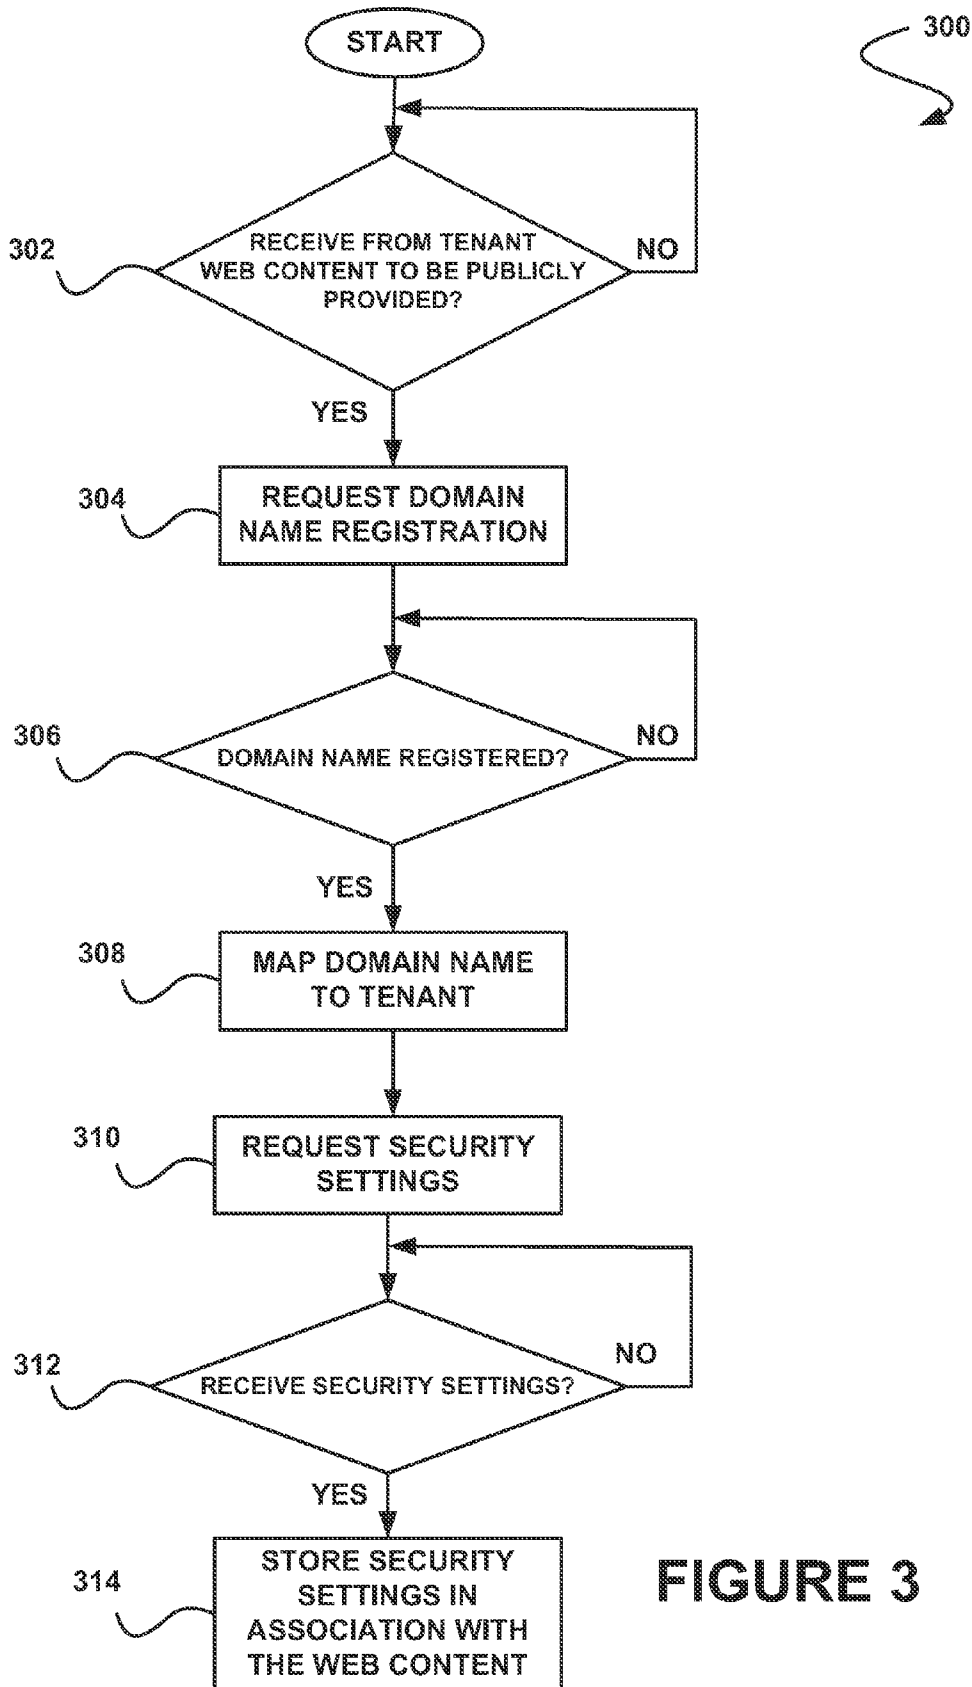 START
300
302
RECEIVE FROM TENANT
WEB CONTENT TO BE PUBLICLY
PROVIDED?
NO
YES
304
REQUEST DOMAIN
NAME REGISTRATION
306
DOMAIN NAME REGISTERED?
NO
YES
308
MAP DOMAIN NAME
TO TENANT
310
REQUEST SECURITY
SETTINGS
312
RECEIVE SECURITY SETTINGS?
NO
YES
314
STORE SECURITY
SETTINGS IN
ASSOCIATION WITH
THE WEB CONTENT
FIGURE 3